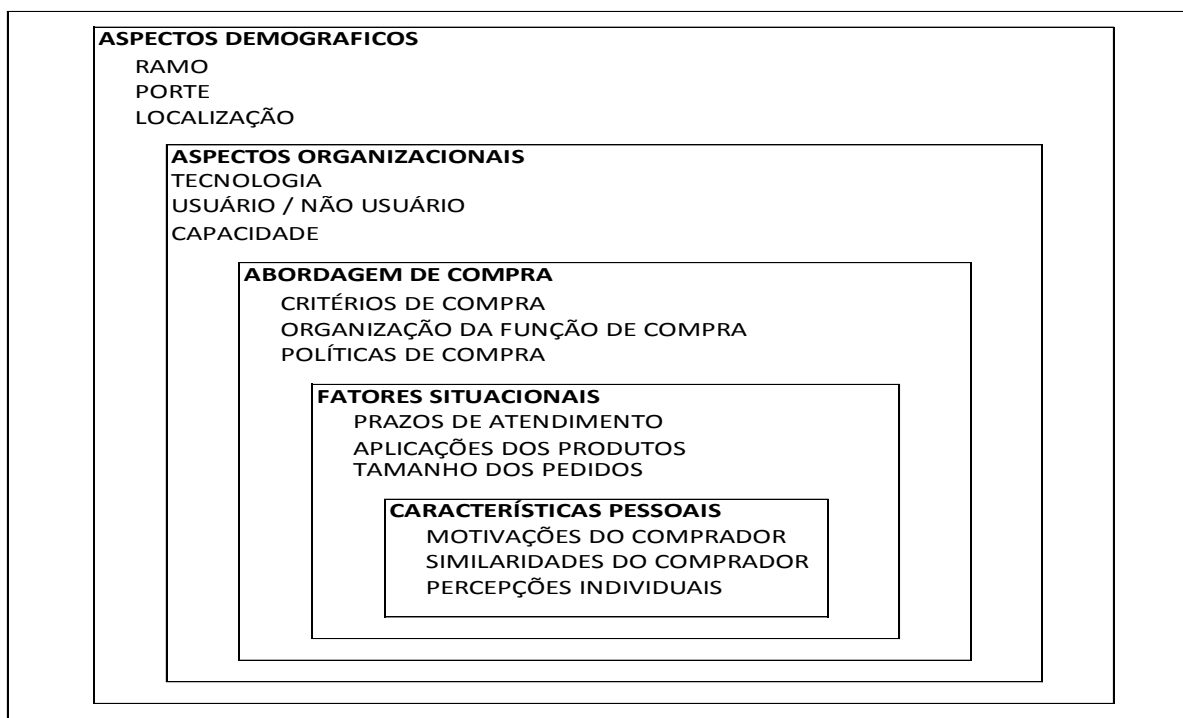 ASPECTOS DEMOGRAFICOS
RAMO
PORTE
LOCALIZAÇÃO
ASPECTOS ORGANIZACIONAIS
TECNOLOGIA
USUÁRIO / NÃO USUÁRIO
CAPACIDADE
ABORDAGEM DE COMPRA
CRITÉRIOS DE COMPRA
ORGANIZAÇÃO DA FUNÇÃO DE COMPRA
POLÍTICAS DE COMPRA
FATORES SITUACIONAIS
PRAZOS DE ATENDIMENTO
APLICAÇÕES DOS PRODUTOS
TAMANHO DOS PEDIDOS
CARACTERÍSTICAS PESSOAIS
MOTIVAÇÕES DO COMPRADOR
SIMILARIDADES DO COMPRADOR
PERCEPÇÕES INDIVIDUAIS